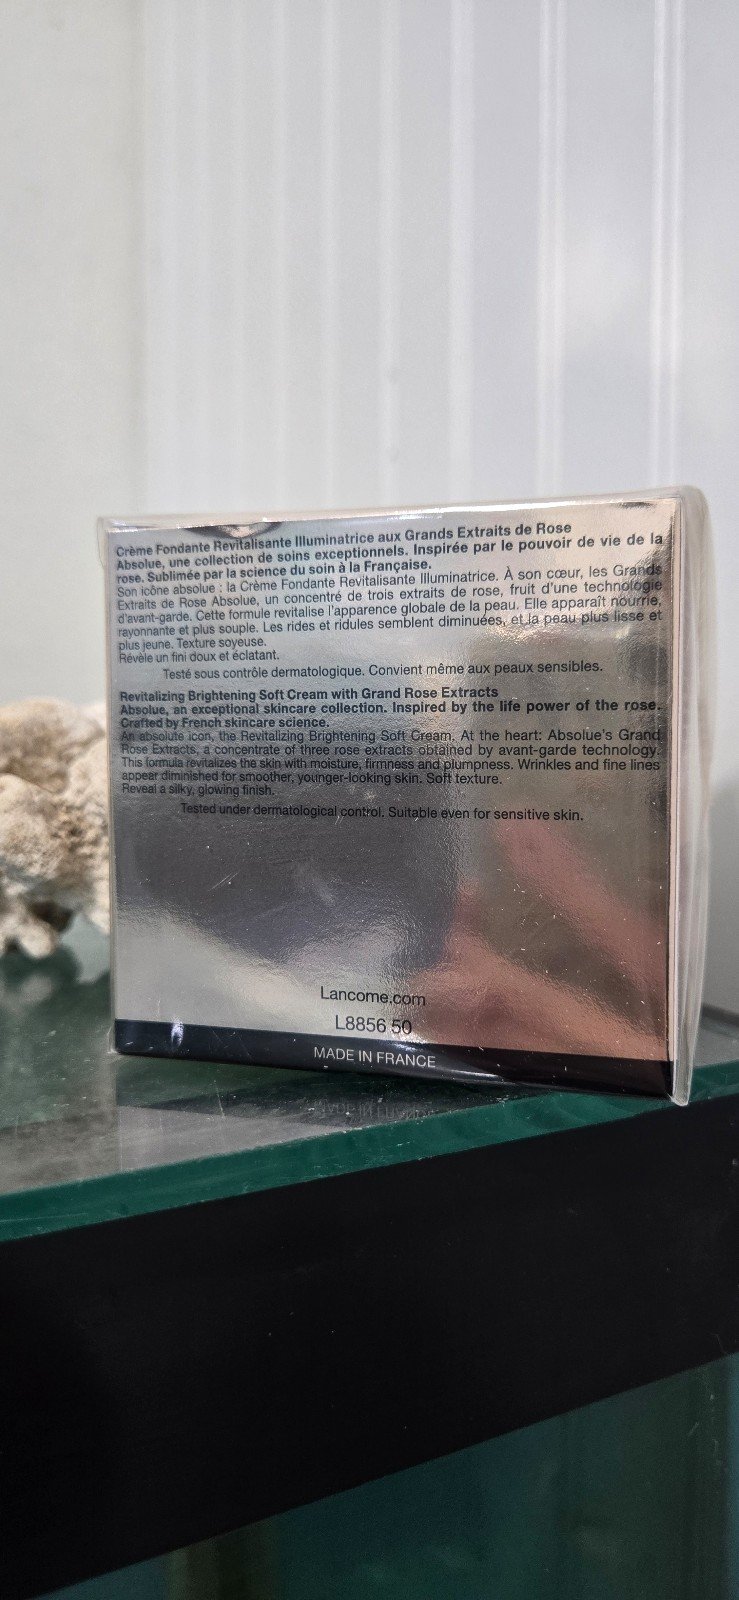 Crème Fondante Revitalisante Illuminatrice aux Grands Extraits de Rose
Absolue, une collection de soins exceptionnels. Inspirée par le pouvoir de vie de la
rose. Sublimée par la science du soin à la Française.
Son icône absolue : la Crème Fondante Revitalisante Illuminatrice. À son cœur, les Grands
Extraits de Rose Absolue, un concentré de trois extraits de rose, fruit d'une technologie
d'avant-garde. Cette formule revitalise l'apparence globale de la peau. Elle apparaît nourrie,
rayonnante et plus souple. Les rides et ridules semblent diminuées, et la peau plus lisse et
plus jeune. Texture soyeuse.
Révèle un fini doux et éclatant.
Testé sous contrôle dermatologique. Convient même aux peaux sensibles.
Revitalizing Brightening Soft Cream with Grand Rose Extracts
Absolue, an exceptional skincare collection. Inspired by the life power of the rose.
Crafted by French skincare science.
An absolute icon, the Revitalizing Brightening Soft Cream. At the heart: Absolue's Grand
Rose Extracts, a concentrate of three rose extracts obtained by avant-garde technology.
This formula revitalizes the skin with moisture, firmness and plumpness. Wrinkles and fine lines
appear diminished for smoother, younger-looking skin. Soft texture.
Reveal a silky, glowing finish.
Tested under dermatological control. Suitable even for sensitive skin.
Lancome.com
L8856 50
MADE IN FRANCE